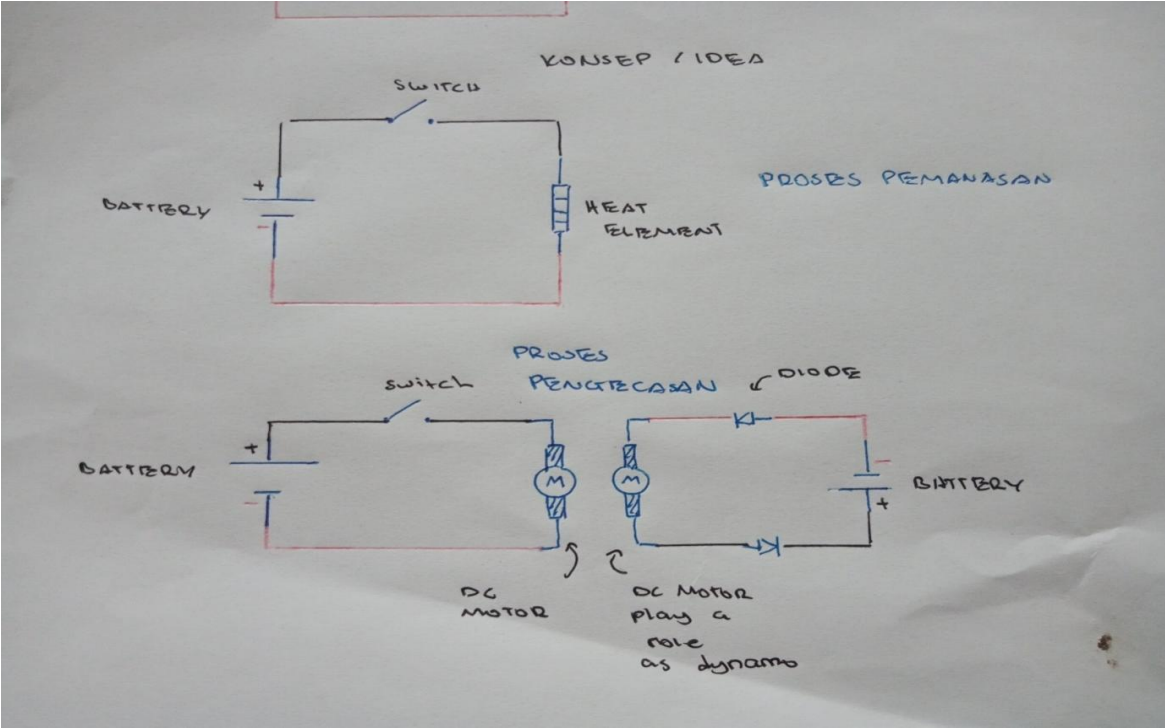 KONSEP / IDEA
SWITCH
+
BATTERY
-
HEAT
ELEMENT
PROSES PEMANASAN
PROSES
PENGECASAN
DIODE
switch
+
BATTERY
-
M
M
-
BATTERY
+
DC
MOTOR
DC MOTOR
play a
role
as dynamo